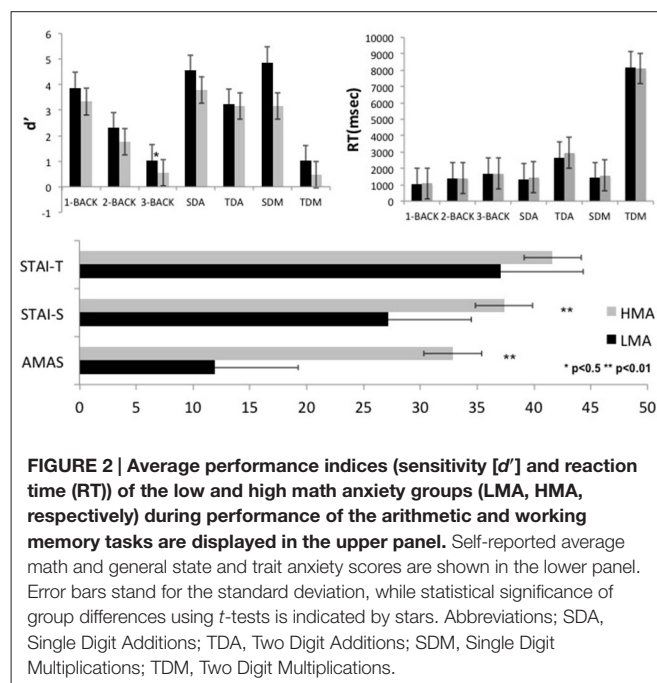 6
5
4
3
2
1
0
-1
d'
*
1-BACK 2-BACK 3-BACK SDA TDA SDM TDM
10000
9000
8000
7000
6000
5000
4000
3000
2000
1000
0
RT(msec)
1-BACK 2-BACK 3-BACK SDA TDA SDM TDM
STAI-T
STAI-S
**
AMAS
**
HMA
LMA
* p<0.5 ** p<0.01
0 5 10 15 20 25 30 35 40 45 50
FIGURE 2 | Average performance indices (sensitivity [d′] and reaction
time (RT)) of the low and high math anxiety groups (LMA, HMA,
respectively) during performance of the arithmetic and working
memory tasks are displayed in the upper panel. Self-reported average
math and general state and trait anxiety scores are shown in the lower panel.
Error bars stand for the standard deviation, while statistical significance of
group differences using t-tests is indicated by stars. Abbreviations; SDA,
Single Digit Additions; TDA, Two Digit Additions; SDM, Single Digit
Multiplications; TDM, Two Digit Multiplications.